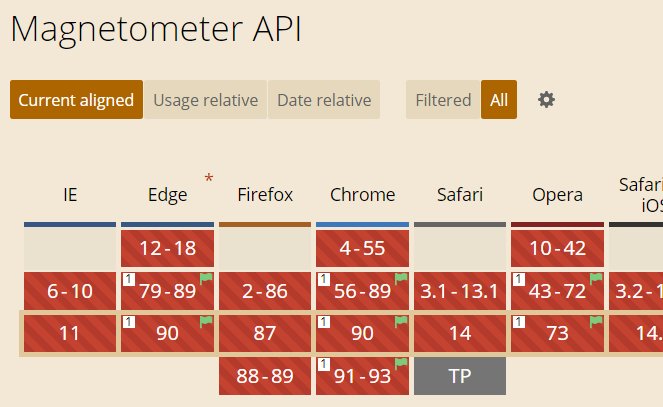 Magnetometer API
Current aligned Usage relative Date relative Filtered All
IE Edge * Firefox Chrome Safari Opera Safari
iOS
12-18 4-55 10-42
6-10 1 79-89 2-86 1 56-89 3.1-13.1 1 43-72 3.2-1
11 1 90 87 1 90 14 1 73 14.
88-89 1 91-93 TP